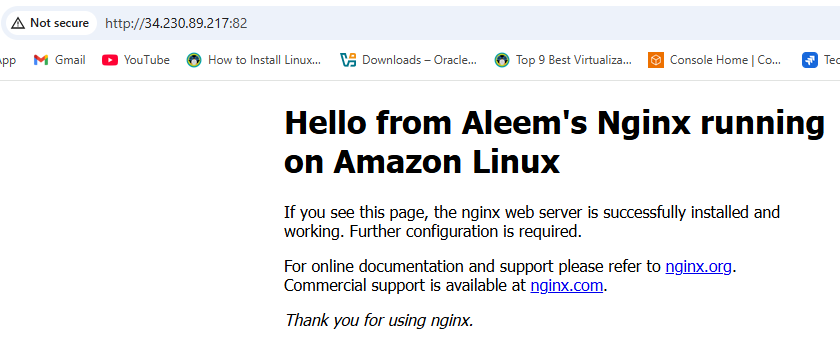 Not secure http://34.230.89.217:82
App Gmail YouTube How to Install Linux... Downloads – Oracle... Top 9 Best Virtualiza... Console Home | Co... Tec
Hello from Aleem's Nginx running
on Amazon Linux
If you see this page, the nginx web server is successfully installed and
working. Further configuration is required.
For online documentation and support please refer to nginx.org.
Commercial support is available at nginx.com.
Thank you for using nginx.